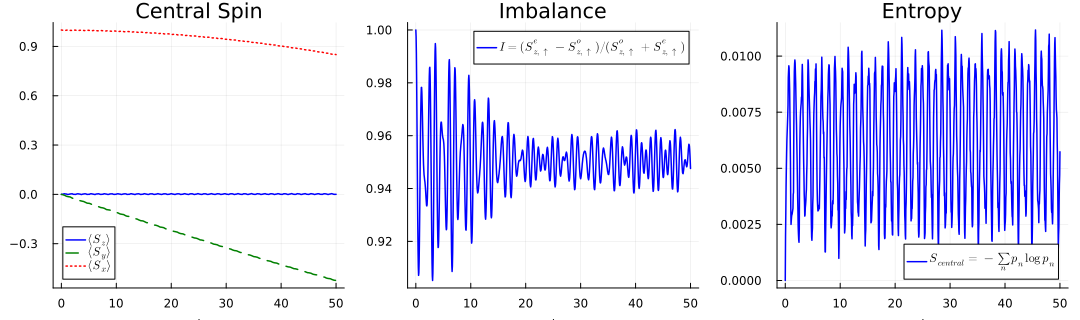 Central Spin
0.9
0.6
0.3
0.0
−0.3
⟨S_z⟩
⟨S_y⟩
⟨S_x⟩
0 10 20 30 40 50
Imbalance
1.00
0.98
0.96
0.94
0.92
I = (S^e_{z,↑} − S^o_{z,↑})/(S^o_{z,↑} + S^e_{z,↑})
0 10 20 30 40 50
Entropy
0.0100
0.0075
0.0050
0.0025
0.0000
S_{central} = − ∑_n p_n log p_n
0 10 20 30 40 50